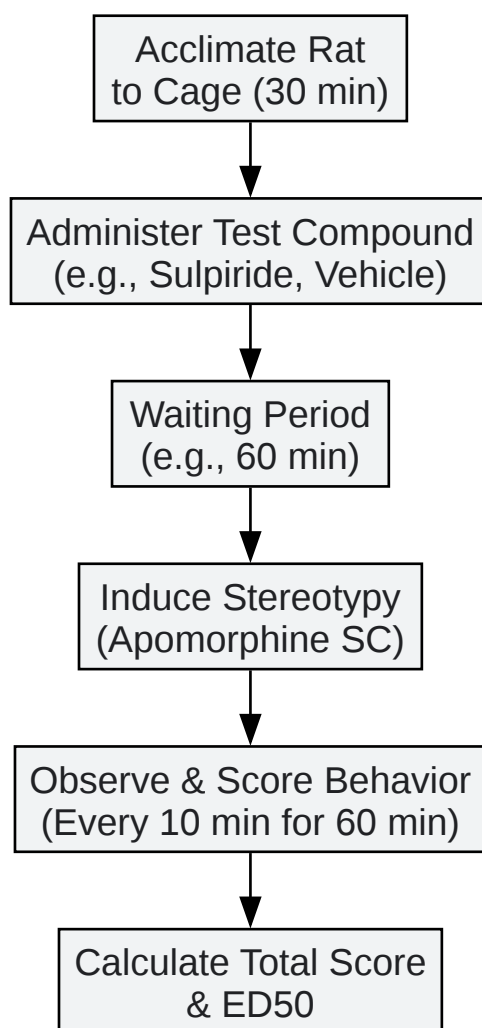 Acclimate Rat
to Cage (30 min)
Administer Test Compound
(e.g., Sulpiride, Vehicle)
Waiting Period
(e.g., 60 min)
Induce Stereotypy
(Apomorphine SC)
Observe & Score Behavior
(Every 10 min for 60 min)
Calculate Total Score
& ED50